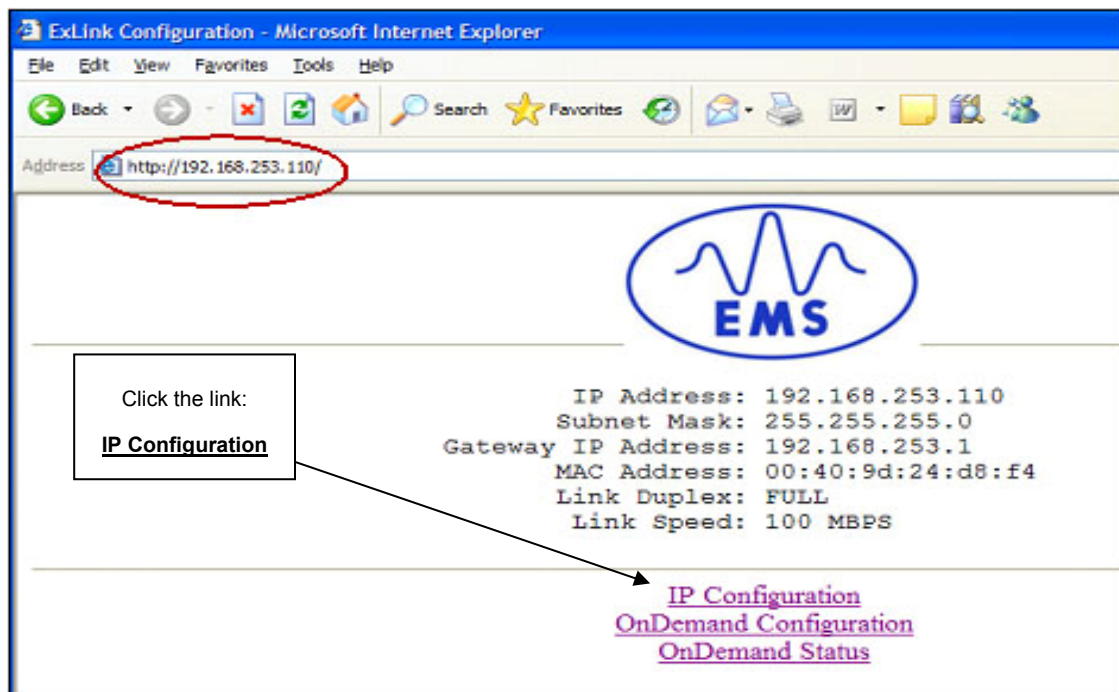 ExLink Configuration - Microsoft Internet Explorer
File Edit View Favorites Tools Help
Back Search Favorites
Address http://192.168.253.110/
EMS
Click the link:
IP Configuration
IP Address: 192.168.253.110
Subnet Mask: 255.255.255.0
Gateway IP Address: 192.168.253.1
MAC Address: 00:40:9d:24:d8:f4
Link Duplex: FULL
Link Speed: 100 MBPS
IP Configuration
OnDemand Configuration
OnDemand Status